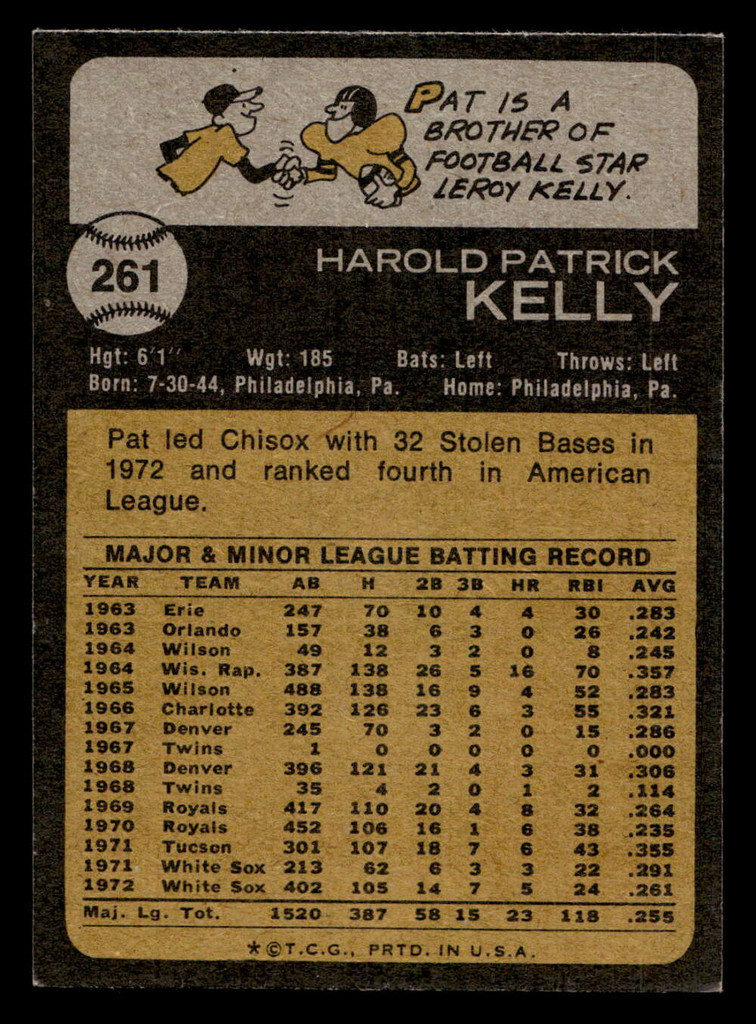 PAT IS A
BROTHER OF
FOOTBALL STAR
LEROY KELLY.
261
HAROLD PATRICK
KELLY
Hgt: 6'1" Wgt: 185 Bats: Left Throws: Left
Born: 7-30-44, Philadelphia, Pa. Home: Philadelphia, Pa.
Pat led Chisox with 32 Stolen Bases in
1972 and ranked fourth in American
League.
MAJOR & MINOR LEAGUE BATTING RECORD
YEAR TEAM AB H 2B 3B HR RBI AVG
1963 Erie 247 70 10 4 4 30 .283
1963 Orlando 157 38 6 3 0 26 .242
1964 Wilson 49 12 3 2 0 8 .245
1964 Wis. Rap. 387 138 26 5 16 70 .357
1965 Wilson 488 138 16 9 4 52 .283
1966 Charlotte 392 126 23 6 3 55 .321
1967 Denver 245 70 3 2 0 15 .286
1967 Twins 1 0 0 0 0 0 .000
1968 Denver 396 121 21 4 3 31 .306
1968 Twins 35 4 2 0 1 2 .114
1969 Royals 417 110 20 4 8 32 .264
1970 Royals 452 106 16 1 6 38 .235
1971 Tucson 301 107 18 7 6 43 .355
1971 White Sox 213 62 6 3 3 22 .291
1972 White Sox 402 105 14 7 5 24 .261
Maj. Lg. Tot. 1520 387 58 15 23 118 .255
*©T.C.G., PRTD. IN U.S.A.